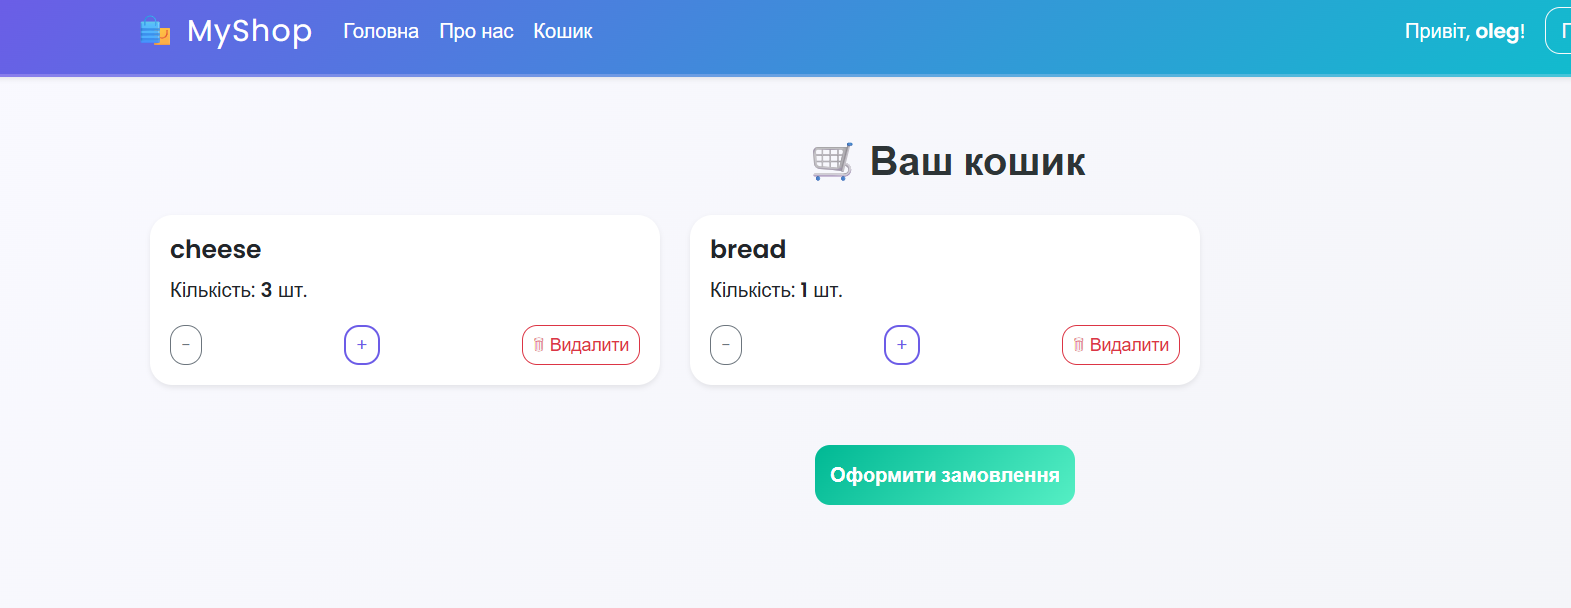 MyShop Головна Про нас Кошик Привіт, oleg!
Ваш кошик
cheese
Кількість: 3 шт.
− + Видалити
bread
Кількість: 1 шт.
− + Видалити
Оформити замовлення